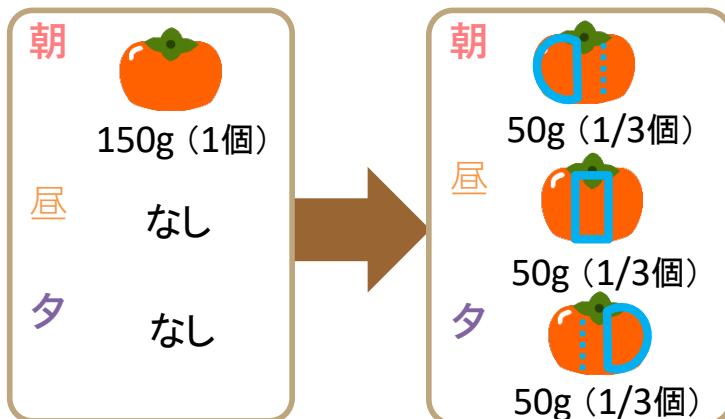 朝
150g（1個）
昼
なし
夕
なし
朝
50g（1/3個）
昼
50g（1/3個）
夕
50g（1/3個）